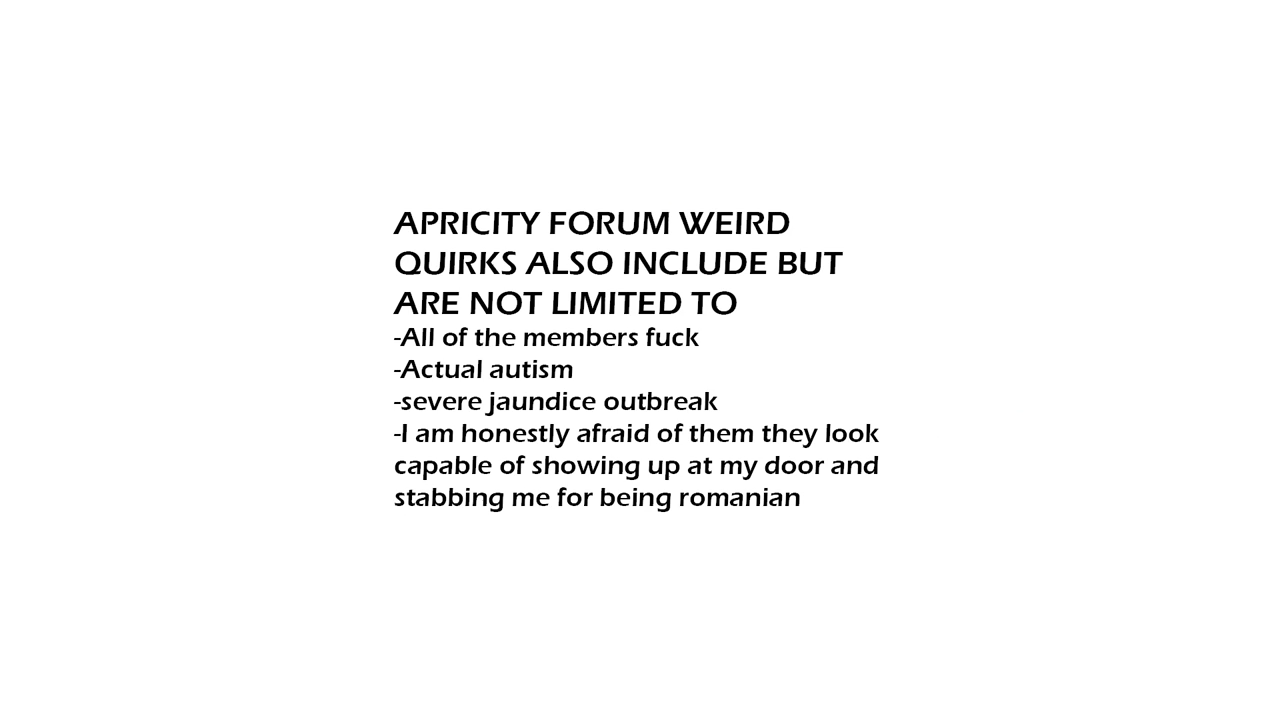 APRICITY FORUM WEIRD
QUIRKS ALSO INCLUDE BUT
ARE NOT LIMITED TO
-All of the members fuck
-Actual autism
-severe jaundice outbreak
-I am honestly afraid of them they look
capable of showing up at my door and
stabbing me for being romanian